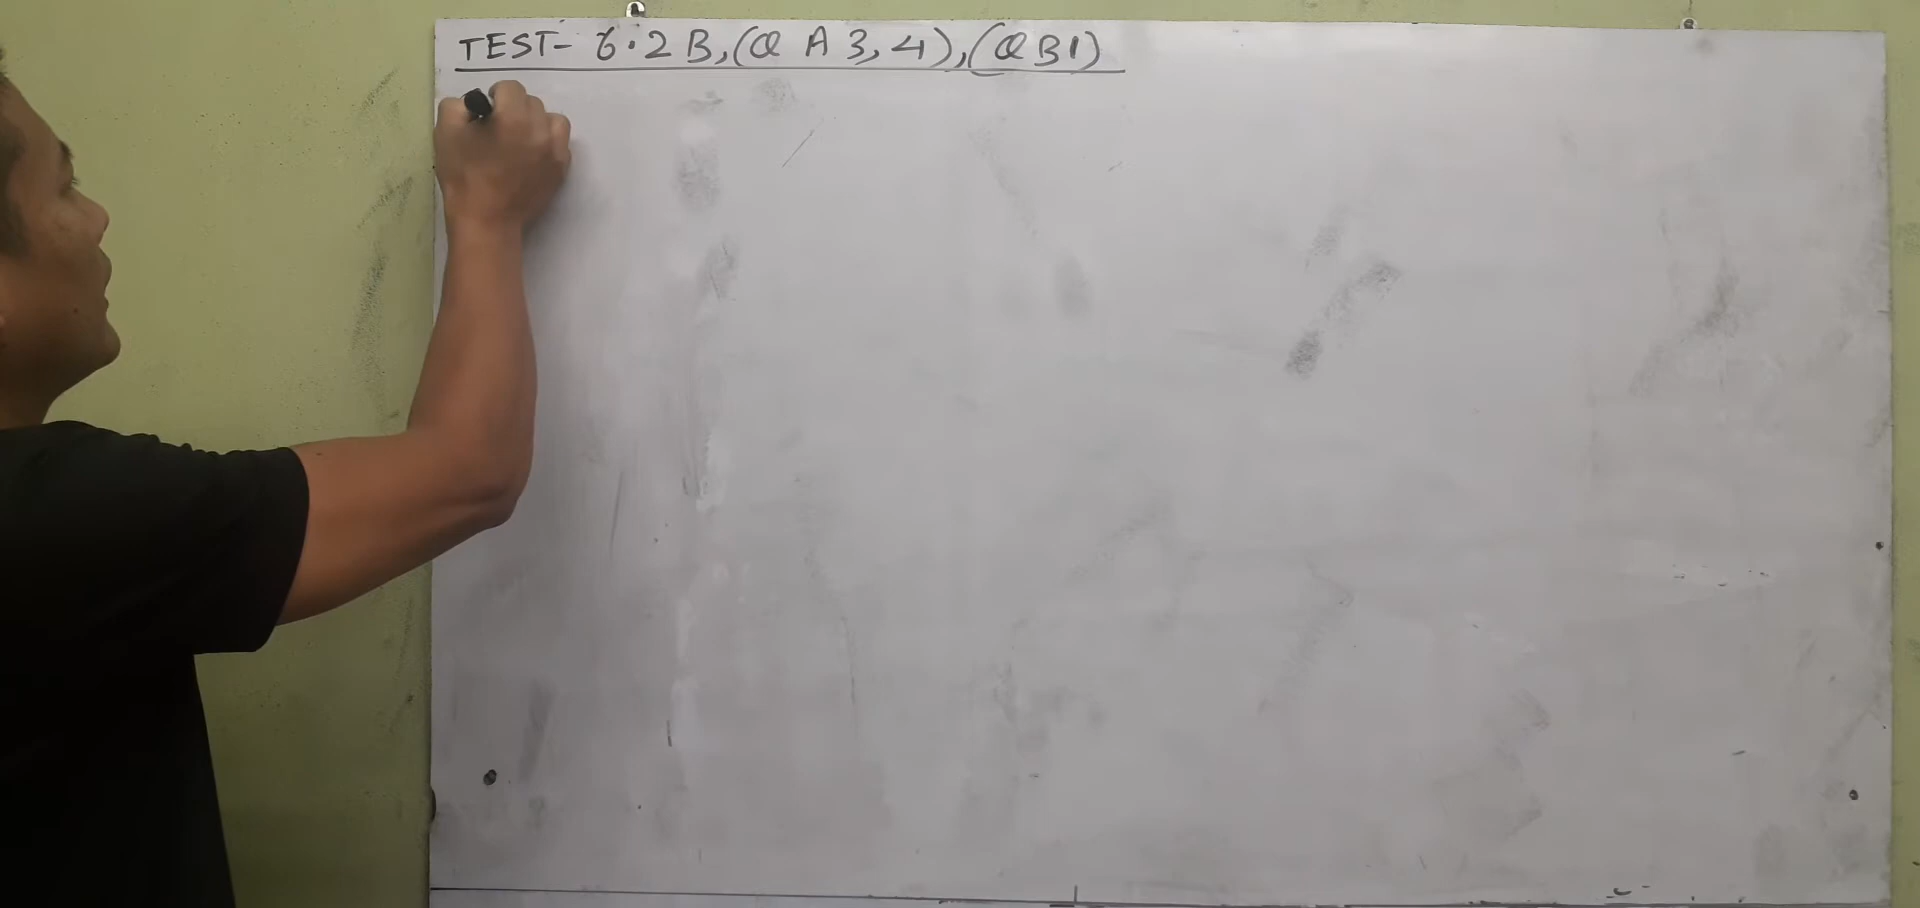 TEST- 6.2 B, (Q A 3, 4), (Q B1)